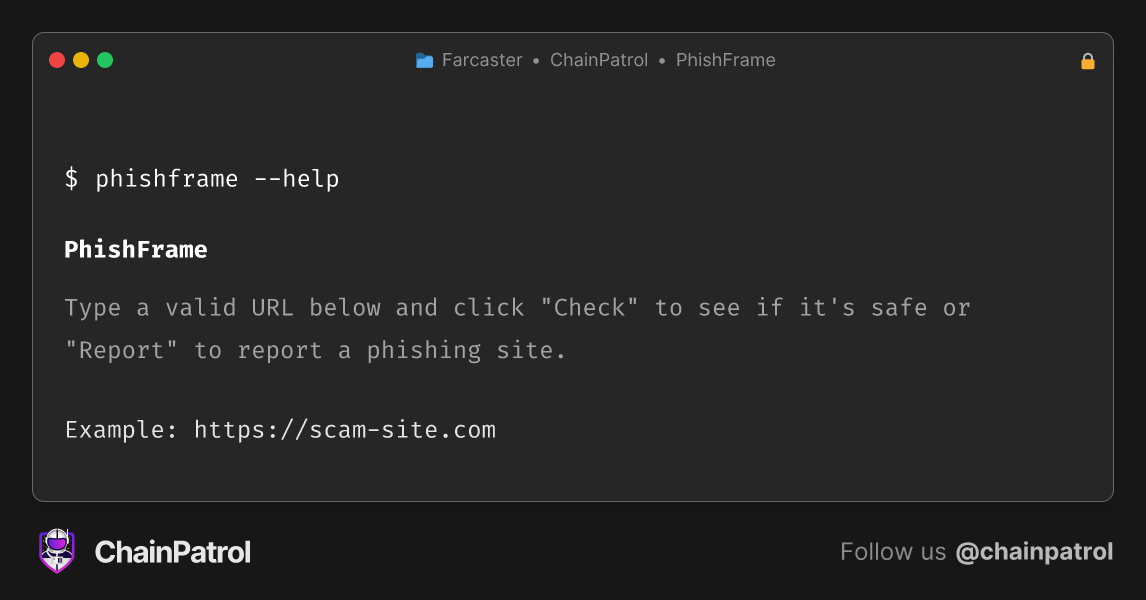 Farcaster • ChainPatrol • PhishFrame
$ phishframe --help
PhishFrame
Type a valid URL below and click "Check" to see if it's safe or
"Report" to report a phishing site.
Example: https://scam-site.com
ChainPatrol
Follow us @chainpatrol